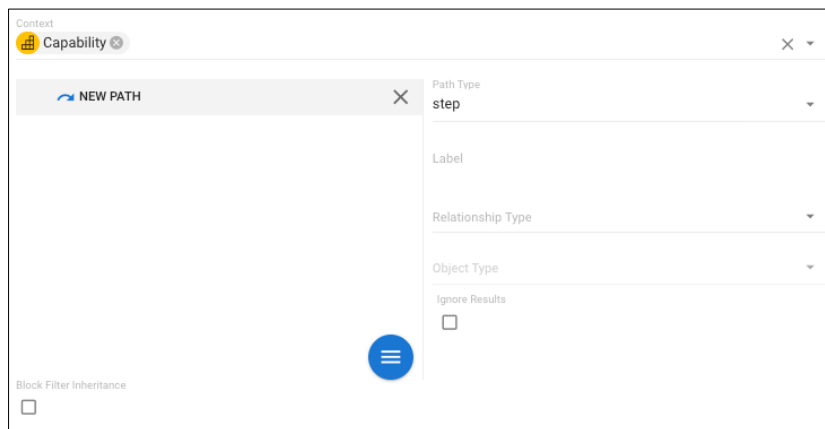 Context
Capability
NEW PATH
Path Type
step
Label
Relationship Type
Object Type
Ignore Results
Block Filter Inheritance